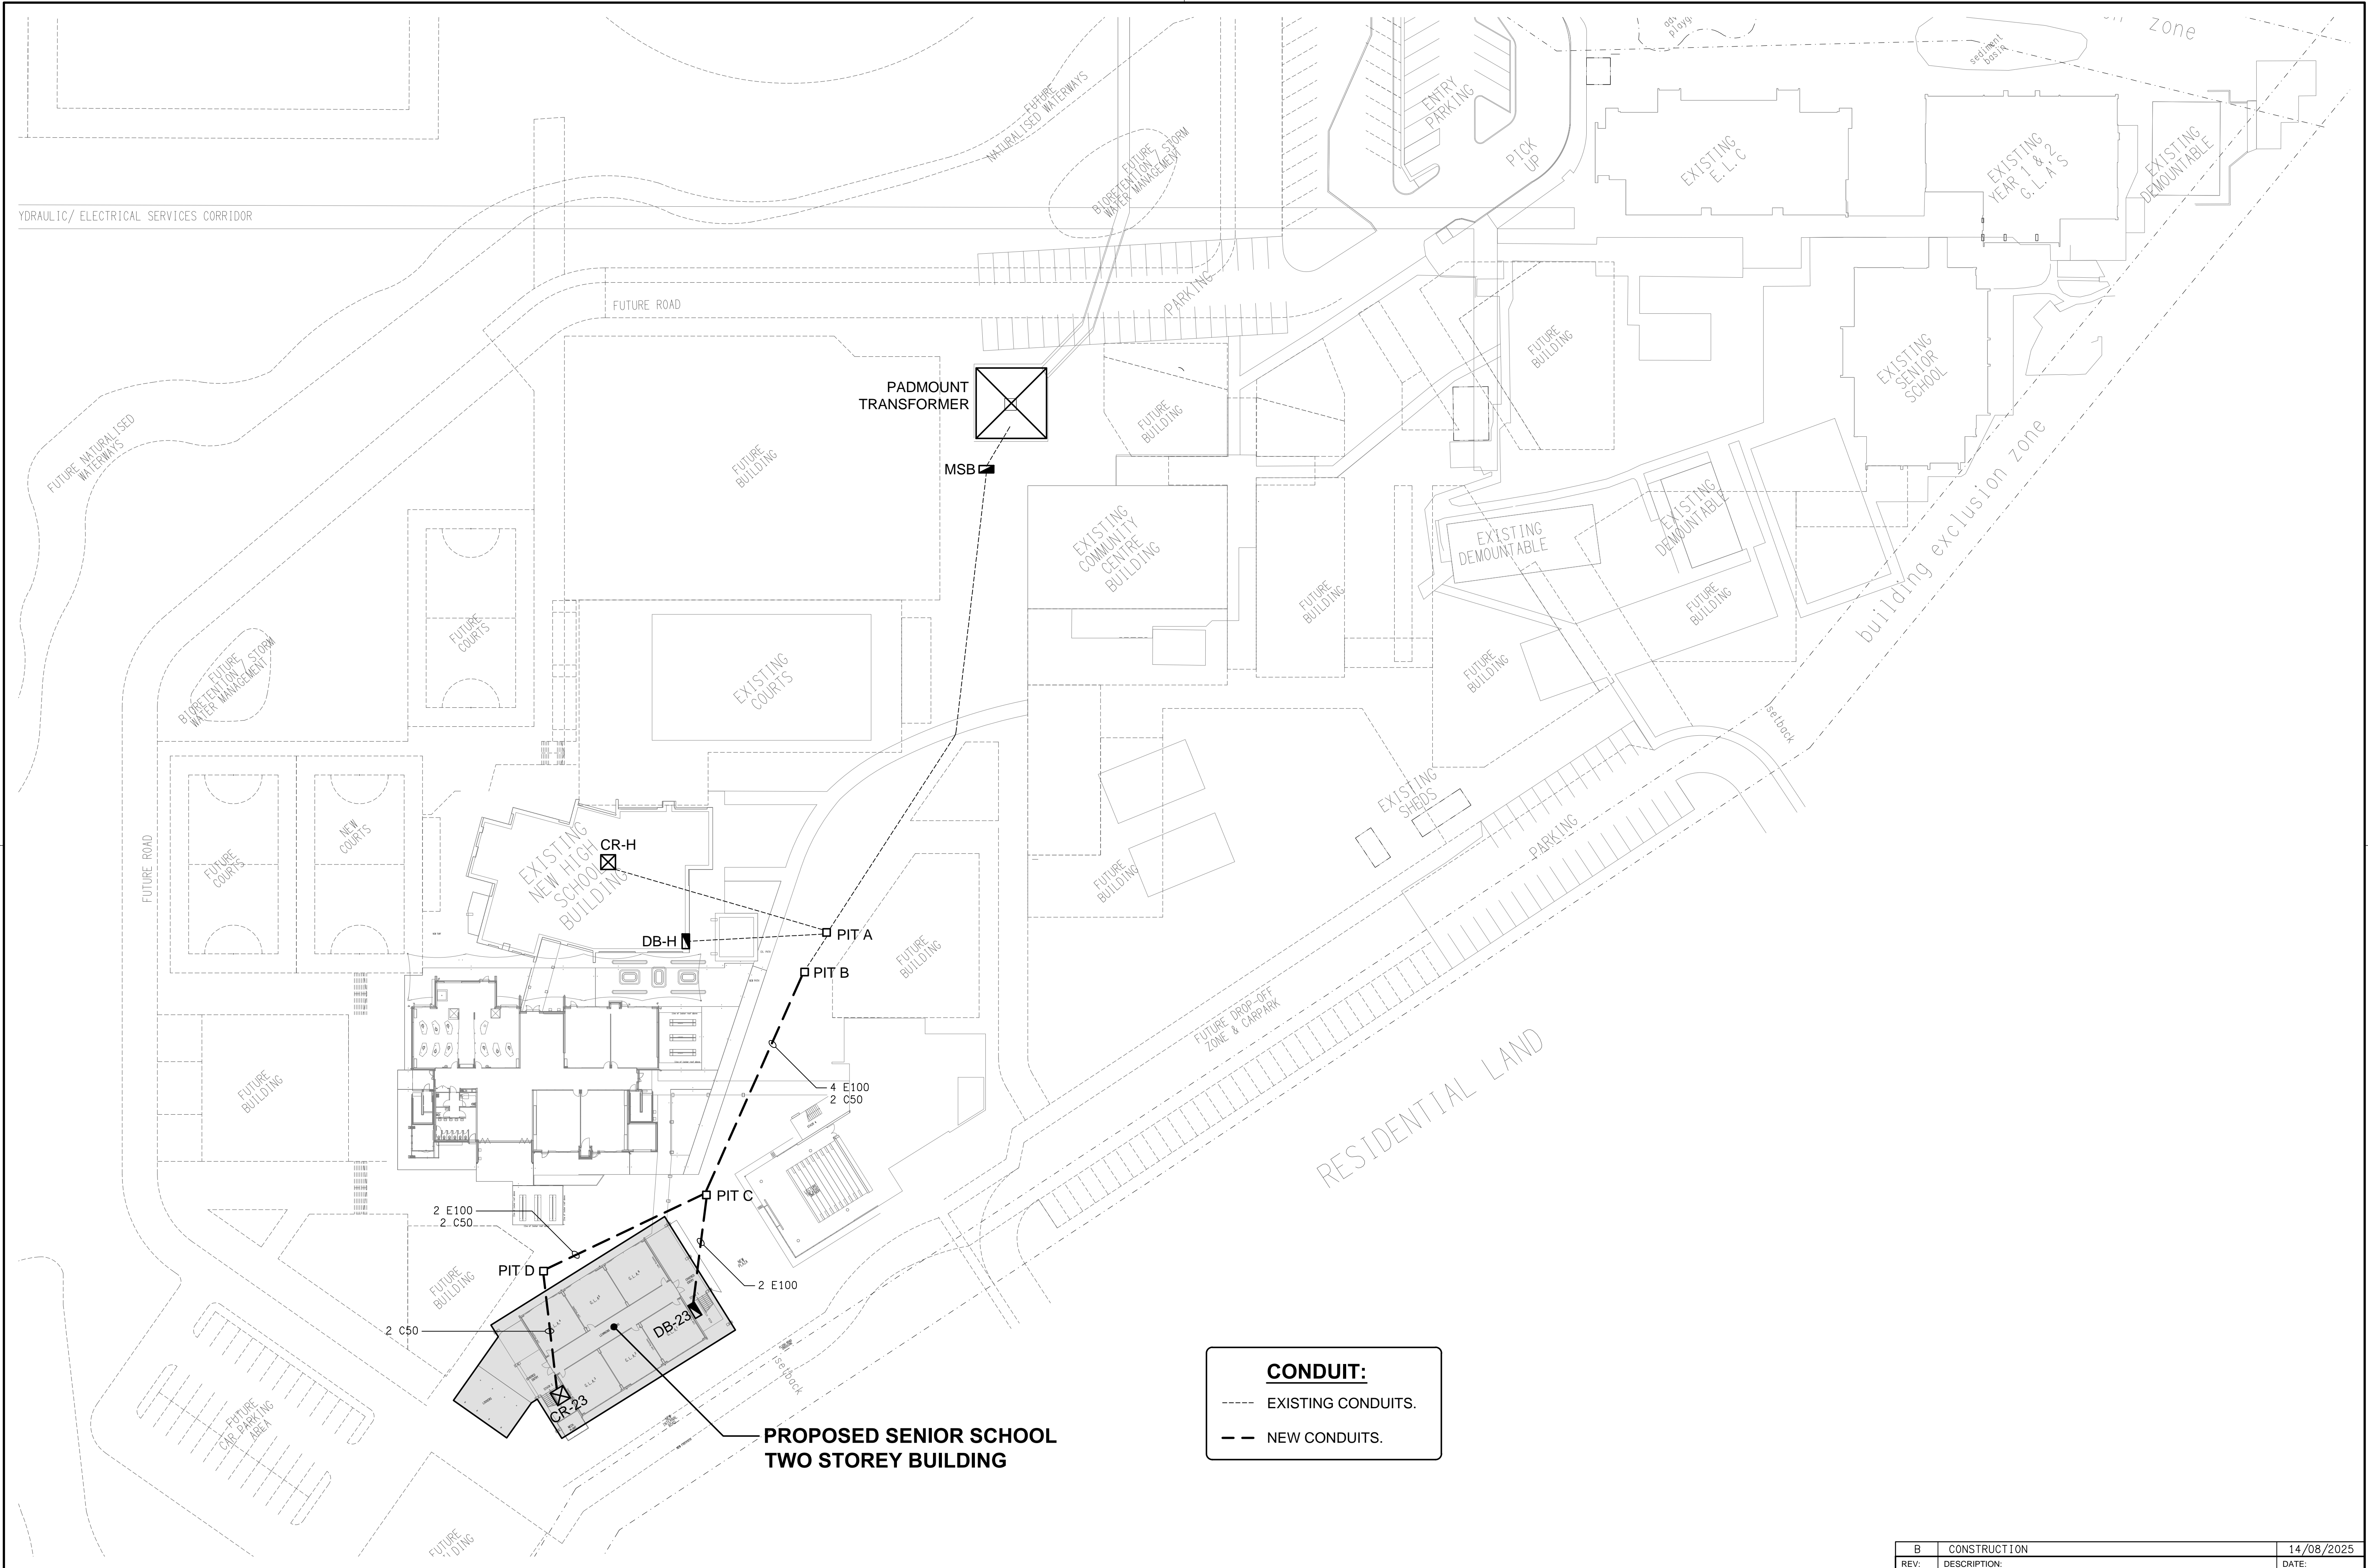 zone
sediment
basin
ENTRY
PARKING
PICK
UP
EXISTING
E.L.C
EXISTING
YEAR 1 & 2
G.L.A'S
EXISTING
DEMOUNTABLE
FUTURE
NATURALISED WATERWAYS
FUTURE
BIORETENTION / STORM
WATER MANAGEMENT
YDRAULIC/ ELECTRICAL SERVICES CORRIDOR
FUTURE ROAD
PARKING
FUTURE
BUILDING
EXISTING
SENIOR
SCHOOL
PADMOUNT
TRANSFORMER
FUTURE
BUILDING
MSB
FUTURE NATURALISED
WATERWAYS
FUTURE
BUILDING
EXISTING
COMMUNITY
CENTRE
BUILDING
EXISTING
DEMOUNTABLE
EXISTING
DEMOUNTABLE
building exclusion zone
FUTURE
BUILDING
FUTURE
BUILDING
FUTURE
BUILDING
FUTURE
COURTS
EXISTING
COURTS
FUTURE
BIORETENTION / STORM
WATER MANAGEMENT
setback
EXISTING
SHEDS
PARKING
FUTURE ROAD
FUTURE
COURTS
NEW
COURTS
EXISTING
NEW HIGH
SCHOOL
BUILDING
CR-H
DB-H
PIT A
PIT B
FUTURE
BUILDING
FUTURE
BUILDING
FUTURE DROP-OFF
ZONE & CARPARK
RESIDENTIAL LAND
FUTURE
BUILDING
4 E100
2 C50
PIT C
2 E100
2 C50
PIT D
2 E100
FUTURE
BUILDING
2 C50
G.L.A
G.L.A
G.L.A
G.L.A
DB-23
CR-23
setback
FUTURE
CAR PARKING
AREA
PROPOSED SENIOR SCHOOL
TWO STOREY BUILDING
CONDUIT:
EXISTING CONDUITS.
NEW CONDUITS.
FUTURE
B CONSTRUCTION 14/08/2025
REV: DESCRIPTION: DATE: